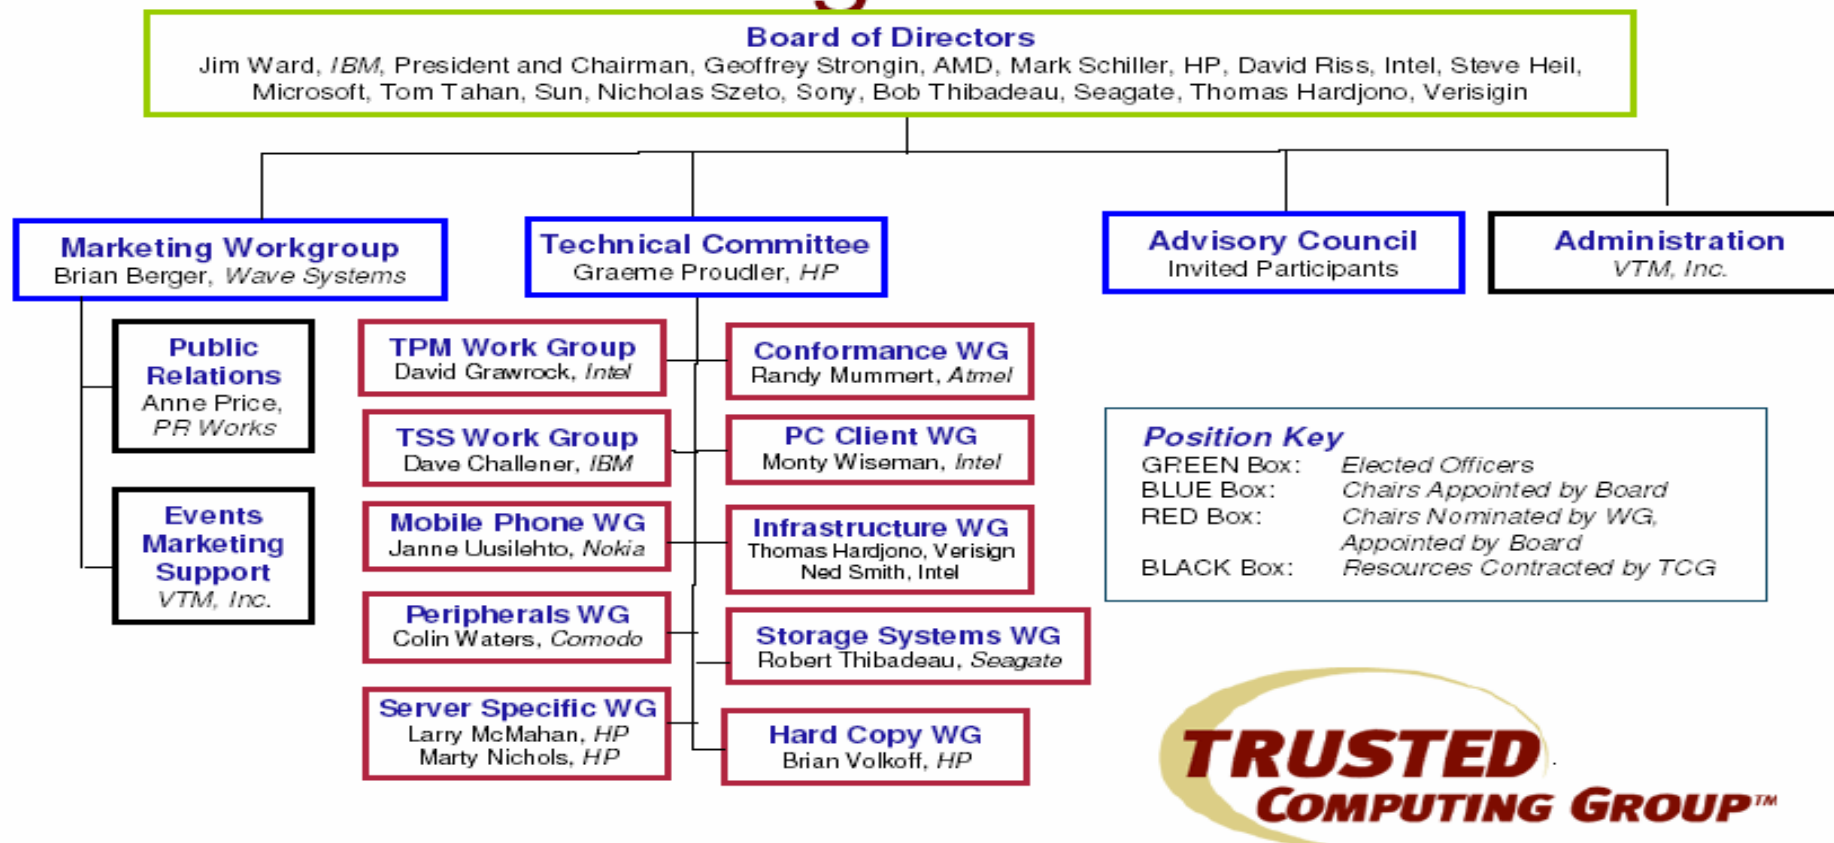 Board of Directors
Jim Ward, IBM, President and Chairman, Geoffrey Strongin, AMD, Mark Schiller, HP, David Riss, Intel, Steve Heil,
Microsoft, Tom Tahan, Sun, Nicholas Szeto, Sony, Bob Thibadeau, Seagate, Thomas Hardjono, Verisigin
Marketing Workgroup
Brian Berger, Wave Systems
Technical Committee
Graeme Proudler, HP
Advisory Council
Invited Participants
Administration
VTM, Inc.
Public
Relations
Anne Price,
PR Works
Events
Marketing
Support
VTM, Inc.
TPM Work Group
David Grawrock, Intel
Conformance WG
Randy Mummert, Atmel
TSS Work Group
Dave Challener, IBM
PC Client WG
Monty Wiseman, Intel
Mobile Phone WG
Janne Uusilehto, Nokia
Infrastructure WG
Thomas Hardjono, Verisign
Ned Smith, Intel
Peripherals WG
Colin Waters, Comodo
Storage Systems WG
Robert Thibadeau, Seagate
Server Specific WG
Larry McMahan, HP
Marty Nichols, HP
Hard Copy WG
Brian Volkoff, HP
Position Key
GREEN Box: Elected Officers
BLUE Box: Chairs Appointed by Board
RED Box: Chairs Nominated by WG,
Appointed by Board
BLACK Box: Resources Contracted by TCG
TRUSTED
COMPUTING GROUP™